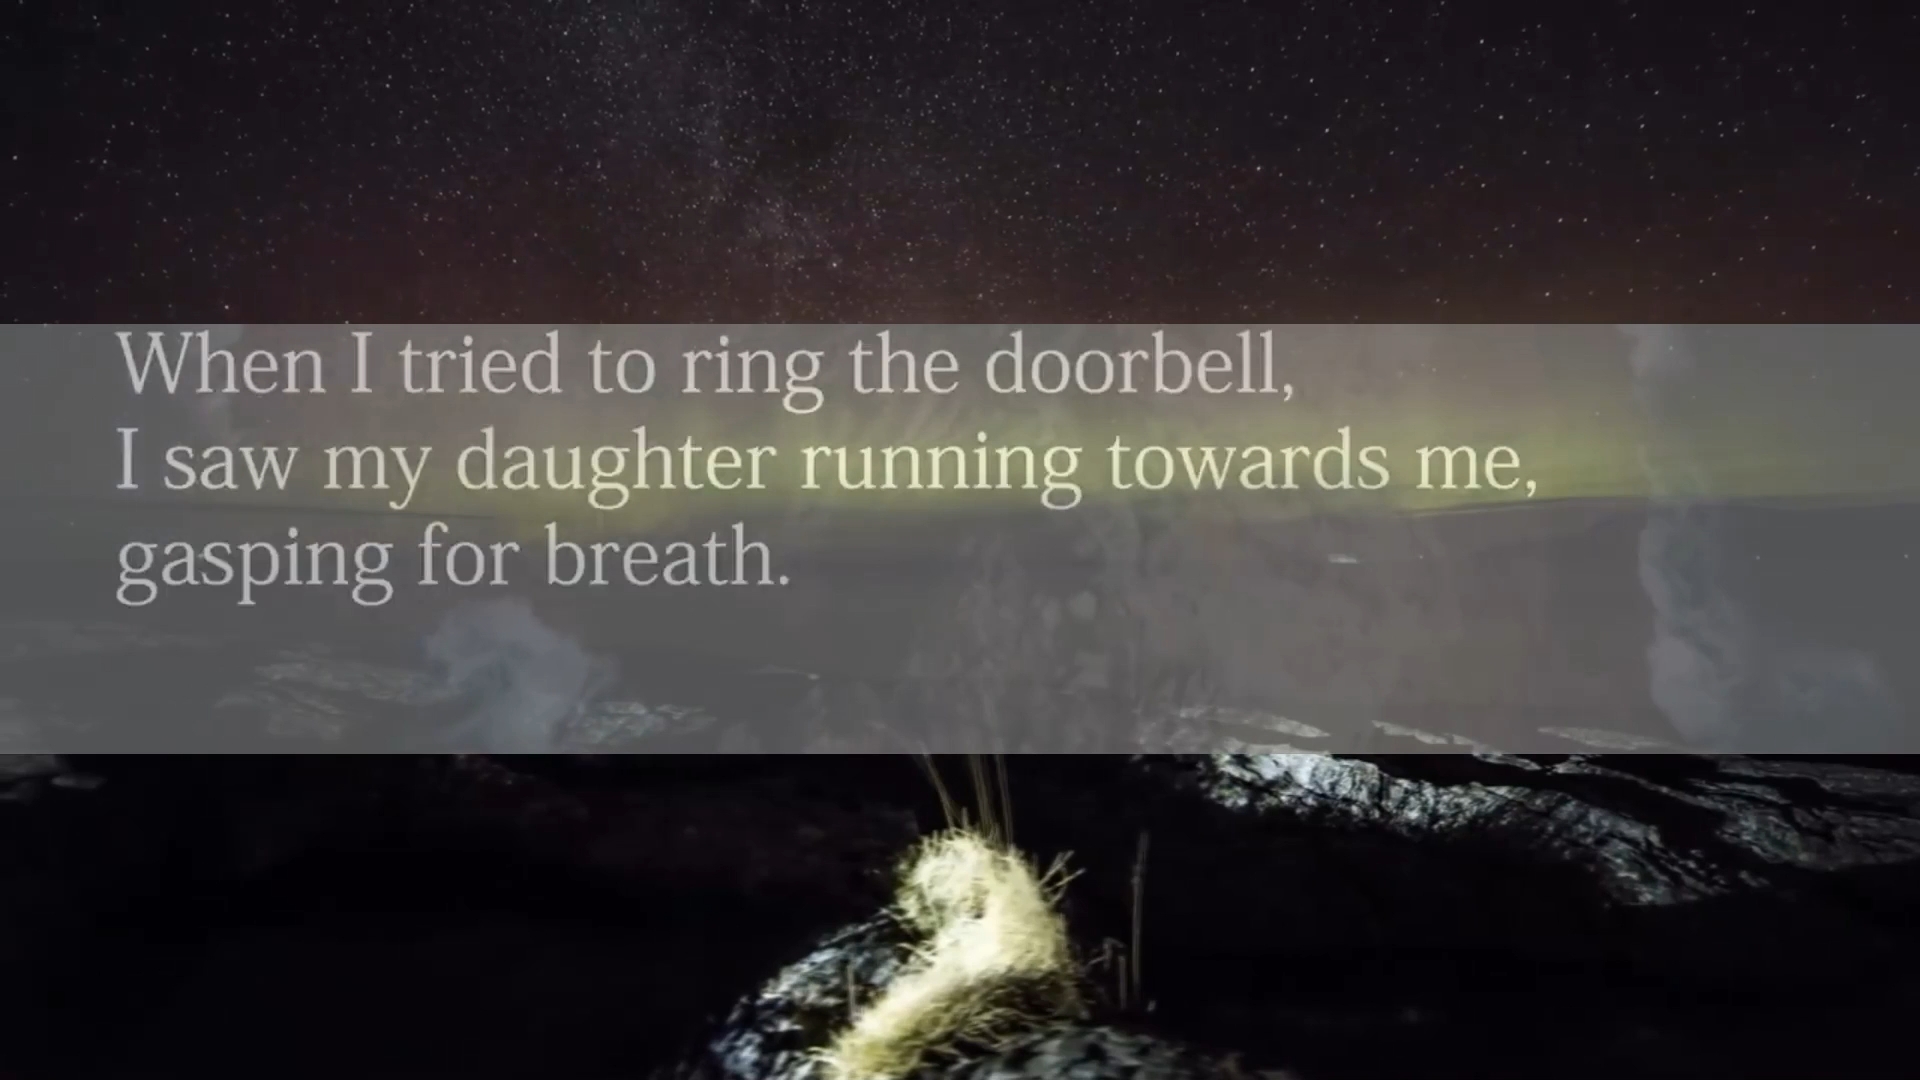 When I tried to ring the doorbell,
I saw my daughter running towards me,
gasping for breath.